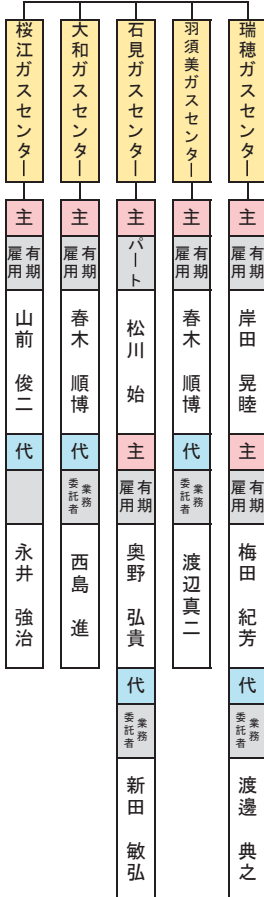 桜江ガスセンター
主
有期
雇用
山前 俊二
代
永井 強治
大和ガスセンター
主
有期
雇用
春木 順博
代
業務
委託者
西島 進
石見ガスセンター
主
パート
松川 始
主
有期
雇用
奥野 弘貴
代
業務
委託者
新田 敏弘
羽須美ガスセンター
主
有期
雇用
春木 順博
代
業務
委託者
渡辺真二
瑞穂ガスセンター
主
有期
雇用
岸田 晃睦
主
有期
雇用
梅田 紀芳
代
業務
委託者
渡邊 典之